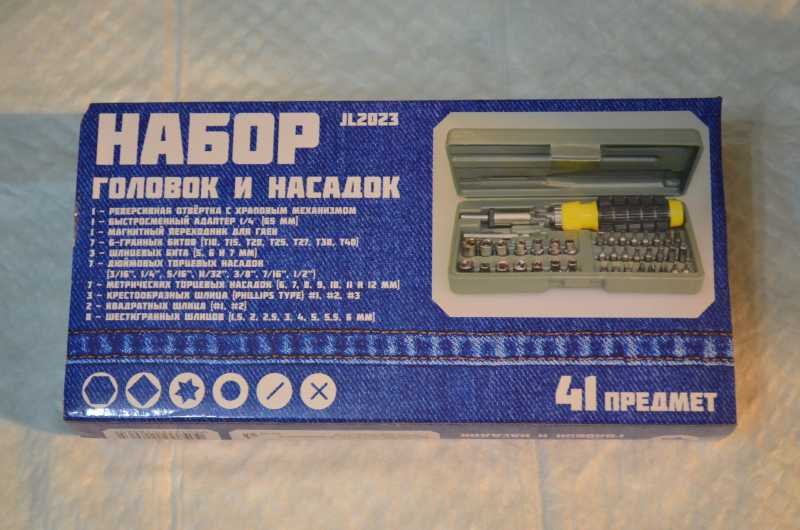 НАБОР
JL2023
ГОЛОВОК И НАСАДОК
1 - РЕВЕРСИВНАЯ ОТВЁРТКА С ХРАПОВЫМ МЕХАНИЗМОМ
1 - БЫСТРОСМЕННЫЙ АДАПТЕР 1/4" (65 ММ)
1 - МАГНИТНЫЙ ПЕРЕХОДНИК ДЛЯ ГАЕК
7 - 6-ГРАННЫХ БИТОВ (T10, T15, T20, T25, T27, T30, T40)
3 - ШЛИЦЕВЫХ БИТА (5, 6 И 7 ММ)
7 - ДЮЙМОВЫХ ТОРЦЕВЫХ НАСАДОК
(3/16", 1/4", 5/16", 11/32", 3/8", 7/16", 1/2")
7 - МЕТРИЧЕСКИХ ТОРЦЕВЫХ НАСАДОК (6, 7, 8, 9, 10, 11 И 12 ММ)
3 - КРЕСТООБРАЗНЫХ ШЛИЦА (PHILLIPS TYPE) #1, #2, #3
2 - КВАДРАТНЫХ ШЛИЦА (#1, #2)
8 - ШЕСТИГРАННЫХ ШЛИЦОВ (1.5, 2, 2.5, 3, 4, 5, 5.5, 6 ММ)
41 ПРЕДМЕТ
ГОЛОВОК И НАСАДОК